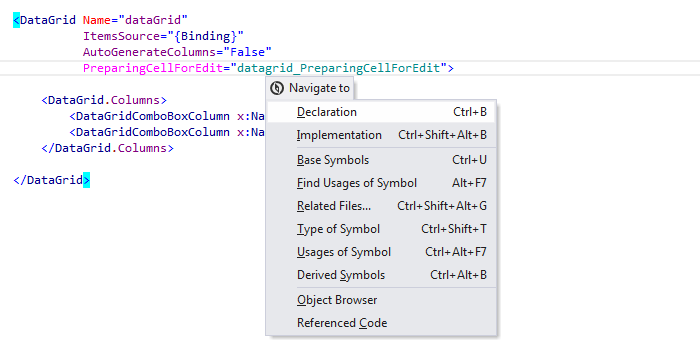 <DataGrid Name="dataGrid"
ItemsSource="{Binding}"
AutoGenerateColumns="False"
PreparingCellForEdit="datagrid_PreparingCellForEdit">
Navigate to
Declaration Ctrl+B
<DataGrid.Columns>
<DataGridComboBoxColumn x:Na
Implementation Ctrl+Shift+Alt+B
<DataGridComboBoxColumn x:Na
</DataGrid.Columns>
Base Symbols Ctrl+U
</DataGrid>
Find Usages of Symbol Alt+F7
Related Files... Ctrl+Shift+Alt+G
Type of Symbol Ctrl+Shift+T
Usages of Symbol Ctrl+Alt+F7
Derived Symbols Ctrl+Alt+B
Object Browser
Referenced Code